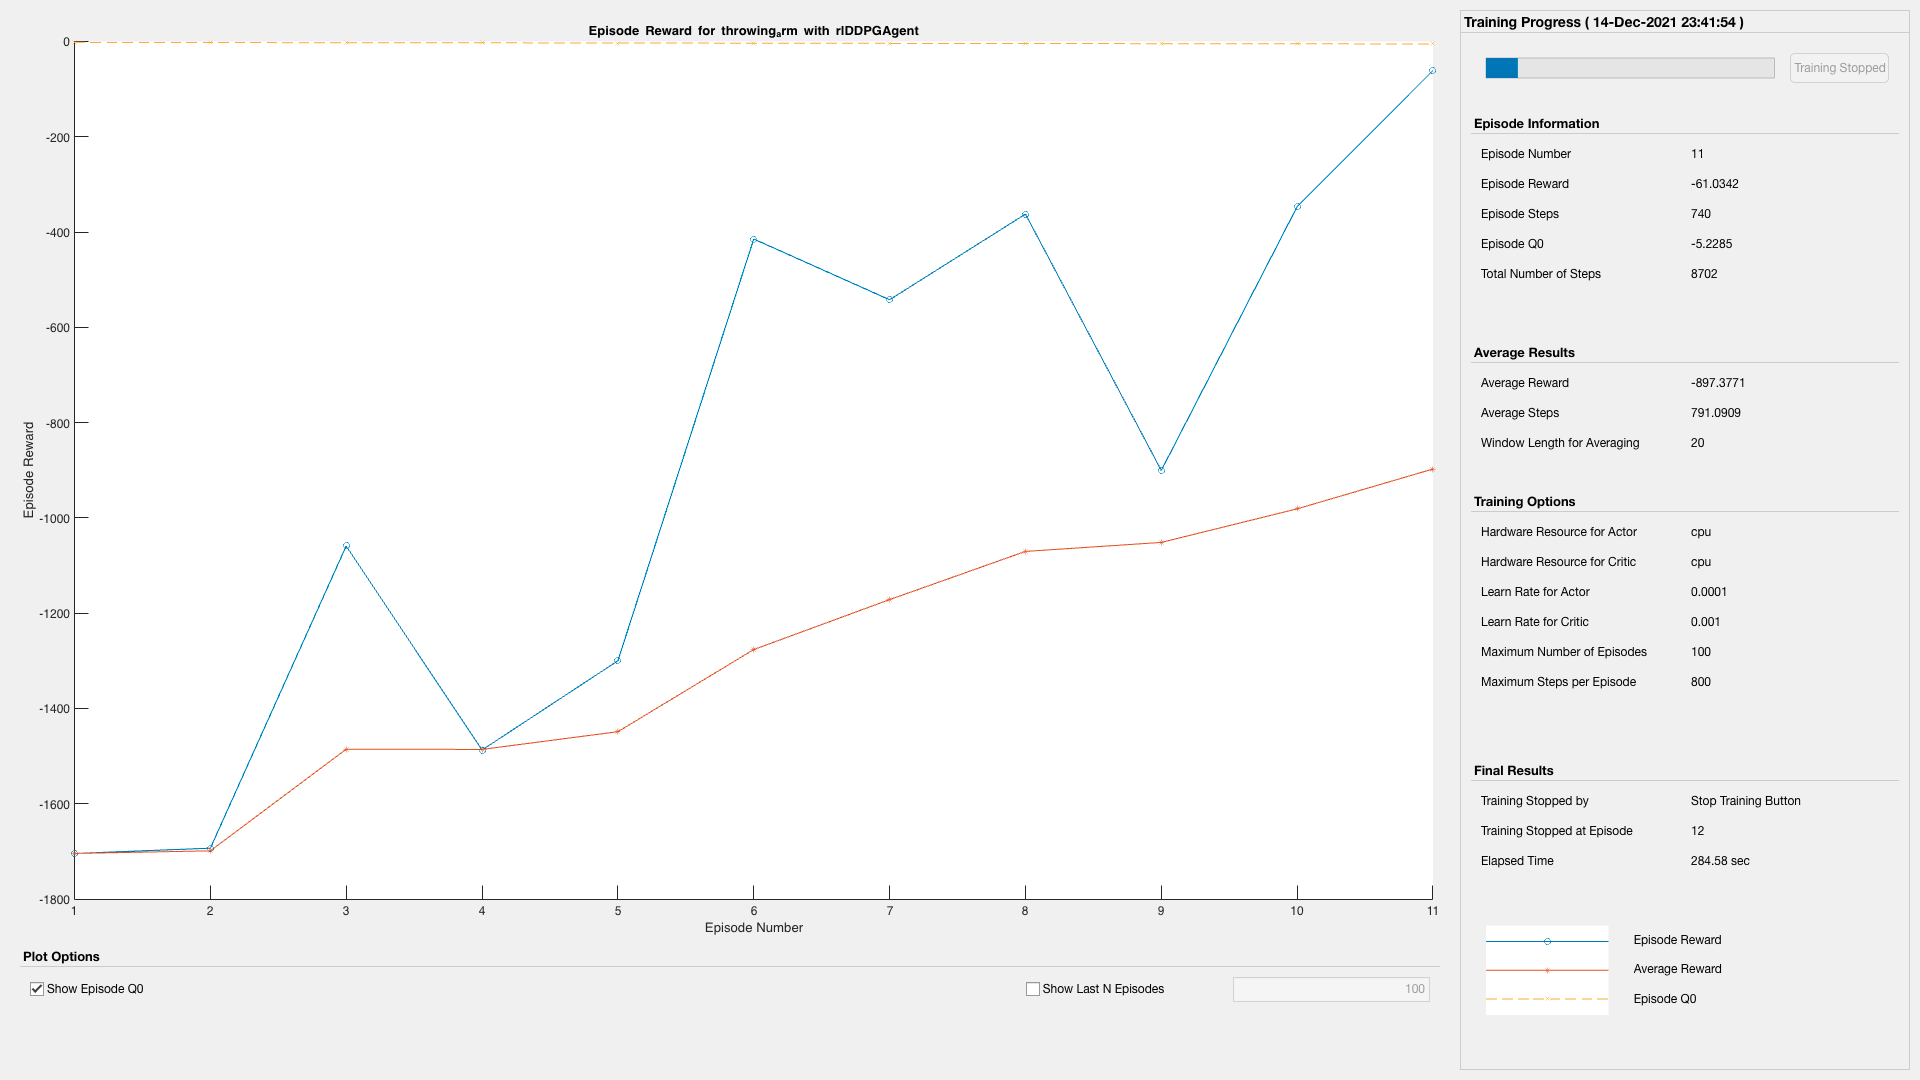 Episode Reward for throwingarm with rlDDPGAgent
0
-200
-400
-600
-800
-1000
-1200
-1400
-1600
-1800
Episode Reward
1 2 3 4 5 6 7 8 9 10 11
Episode Number
Plot Options
Show Episode Q0
Show Last N Episodes 100
Training Progress ( 14-Dec-2021 23:41:54 )
Training Stopped
Episode Information
Episode Number 11
Episode Reward -61.0342
Episode Steps 740
Episode Q0 -5.2285
Total Number of Steps 8702
Average Results
Average Reward -897.3771
Average Steps 791.0909
Window Length for Averaging 20
Training Options
Hardware Resource for Actor cpu
Hardware Resource for Critic cpu
Learn Rate for Actor 0.0001
Learn Rate for Critic 0.001
Maximum Number of Episodes 100
Maximum Steps per Episode 800
Final Results
Training Stopped by Stop Training Button
Training Stopped at Episode 12
Elapsed Time 284.58 sec
Episode Reward
Average Reward
Episode Q0